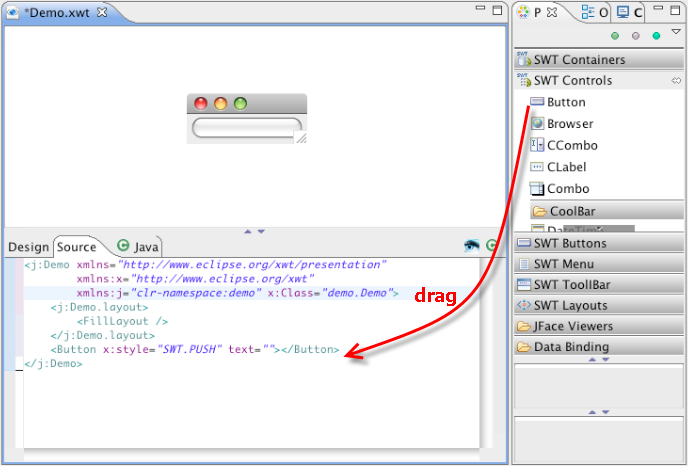 *Demo.xwt
P
O
C
SWT Containers
SWT Controls
Button
Browser
CCombo
CLabel
Combo
CoolBar
DateTime
SWT Buttons
SWT Menu
SWT ToollBar
SWT Layouts
JFace Viewers
Data Binding
Design
Source
Java
<j:Demo xmlns="http://www.eclipse.org/xwt/presentation"
xmlns:x="http://www.eclipse.org/xwt"
xmlns:j="clr-namespace:demo" x:Class="demo.Demo">
<j:Demo.layout>
<FillLayout />
</j:Demo.layout>
<Button x:style="SWT.PUSH" text=""></Button>
</j:Demo>
drag